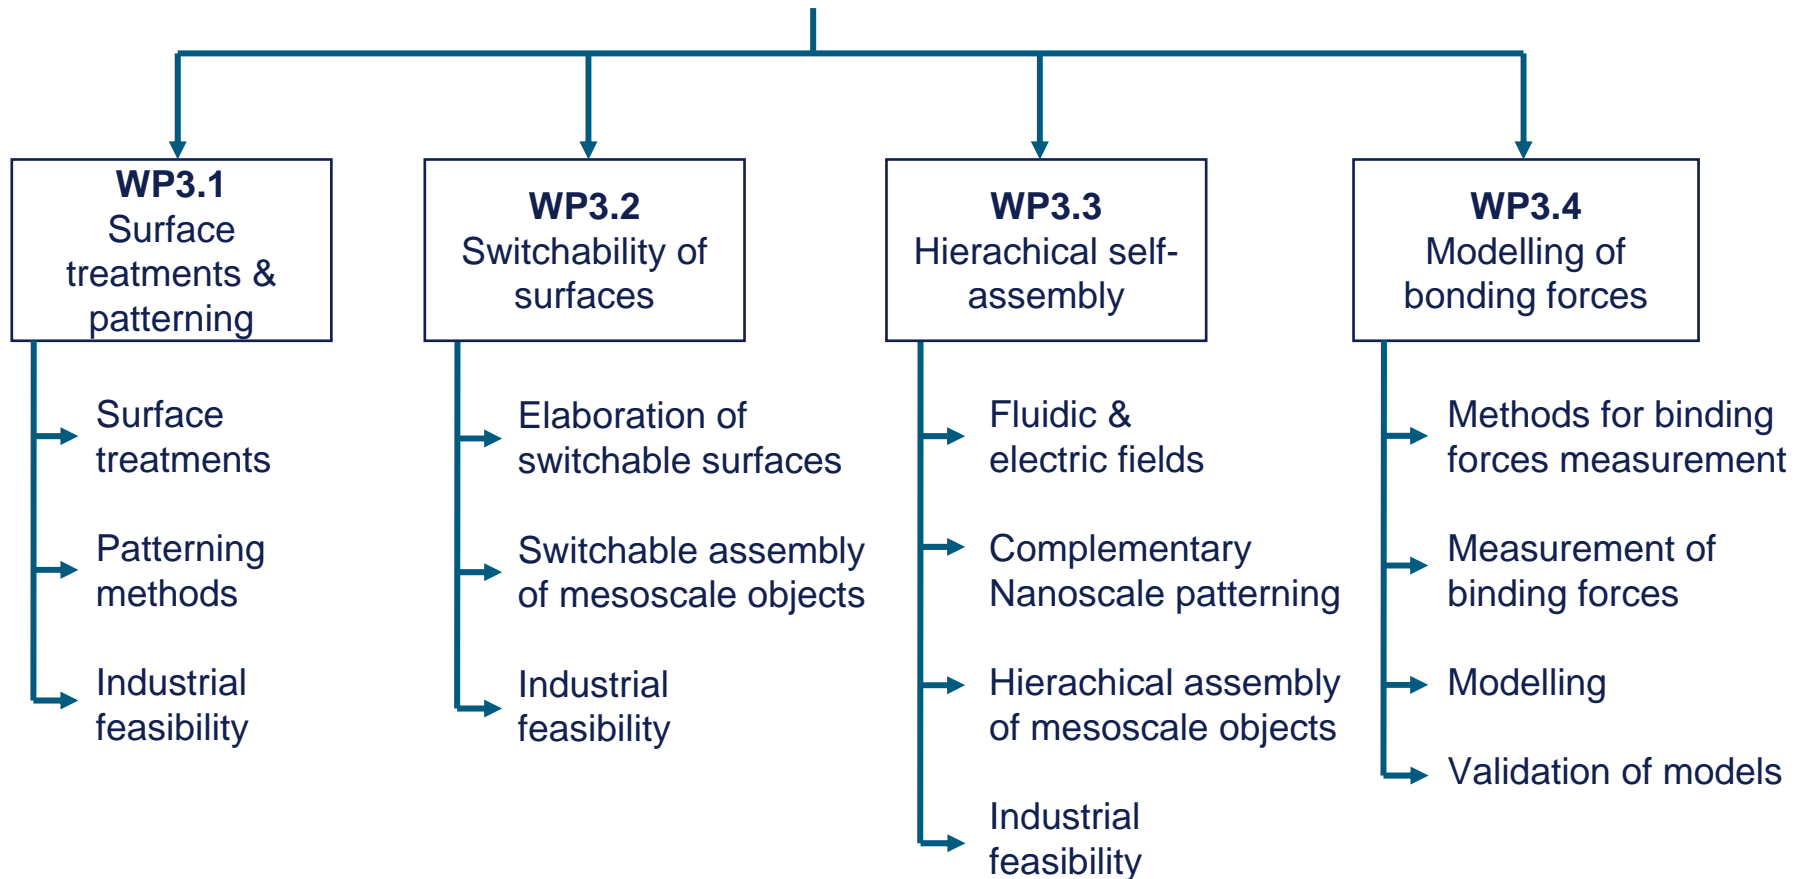 WP3.1
Surface
treatments &
patterning
Surface
treatments
Patterning
methods
Industrial
feasibility
WP3.2
Switchability of
surfaces
Elaboration of
switchable surfaces
Switchable assembly
of mesoscale objects
Industrial
feasibility
WP3.3
Hierachical self-
assembly
Fluidic &
electric fields
Complementary
Nanoscale patterning
Hierachical assembly
of mesoscale objects
Industrial
feasibility
WP3.4
Modelling of
bonding forces
Methods for binding
forces measurement
Measurement of
binding forces
Modelling
Validation of models